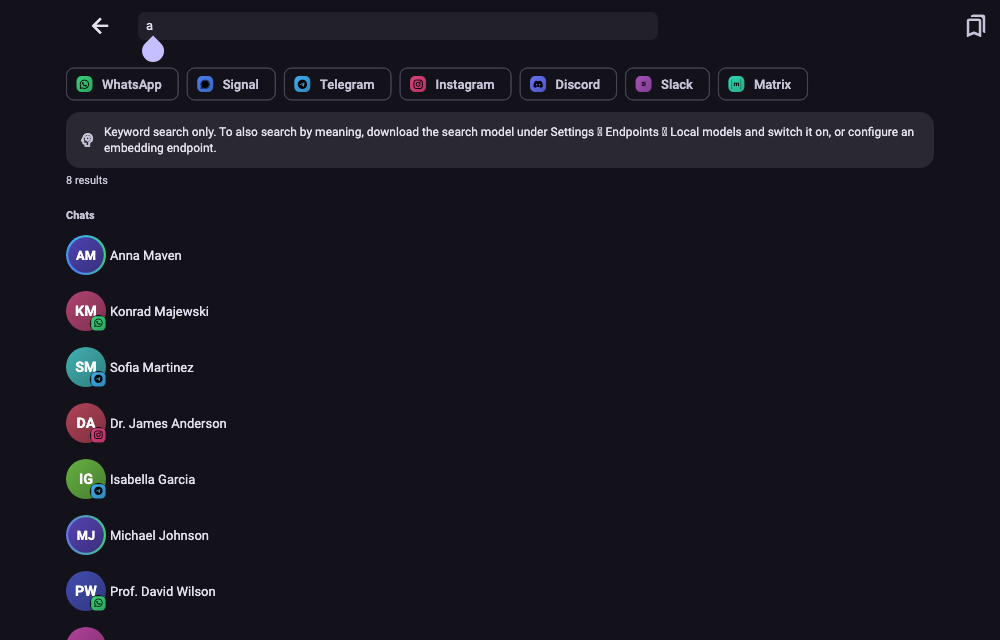 a
WhatsApp
Signal
Telegram
Instagram
Discord
Slack
Matrix
Keyword search only. To also search by meaning, download the search model under Settings Endpoints Local models and switch it on, or configure an
embedding endpoint.
8 results
Chats
AM Anna Maven
KM Konrad Majewski
SM Sofia Martinez
DA Dr. James Anderson
IG Isabella Garcia
MJ Michael Johnson
PW Prof. David Wilson